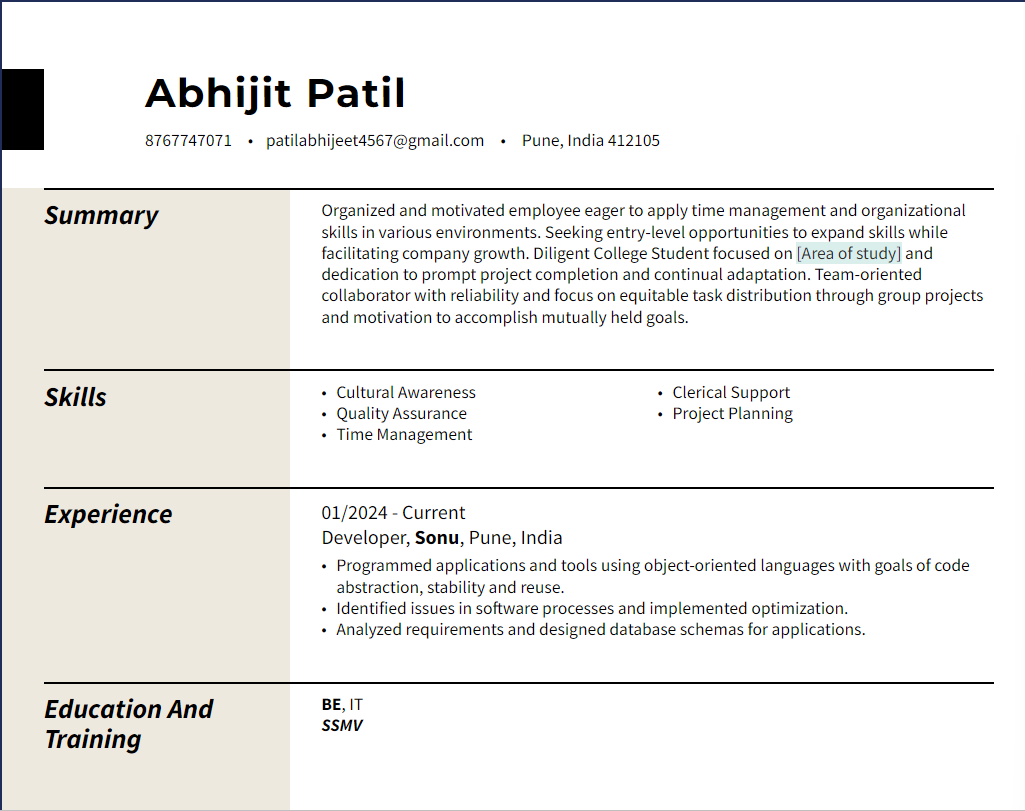 Abhijit Patil
8767747071 • patilabhijeet4567@gmail.com • Pune, India 412105
Summary
Organized and motivated employee eager to apply time management and organizational
skills in various environments. Seeking entry-level opportunities to expand skills while
facilitating company growth. Diligent College Student focused on [Area of study] and
dedication to prompt project completion and continual adaptation. Team-oriented
collaborator with reliability and focus on equitable task distribution through group projects
and motivation to accomplish mutually held goals.
Skills
• Cultural Awareness
• Quality Assurance
• Time Management
• Clerical Support
• Project Planning
Experience
01/2024 - Current
Developer, Sonu, Pune, India
• Programmed applications and tools using object-oriented languages with goals of code
abstraction, stability and reuse.
• Identified issues in software processes and implemented optimization.
• Analyzed requirements and designed database schemas for applications.
Education And
Training
BE, IT
SSMV